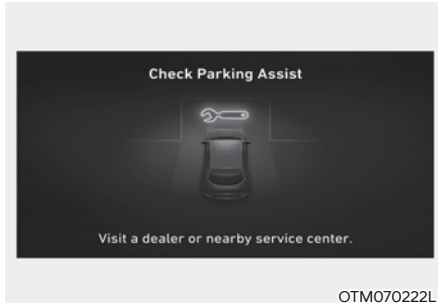 Check Parking Assist
Visit a dealer or nearby service center.
OTM070222L